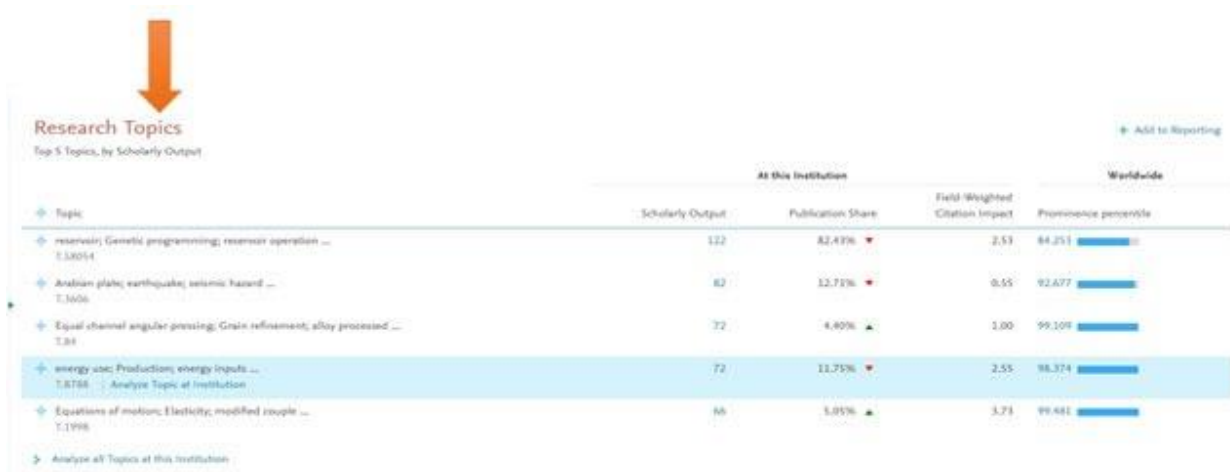 Research Topics
+ Add to Reporting
Top 5 Topics, by Scholarly Output
At this Institution Worldwide
Topic Scholarly Output Publication Share Field-Weighted Citation Impact Prominence percentile
reservoir; Genetic programming; reservoir operation ... 122 82.43% ▼ 2.53 84.253
T.58054
Arabian plate; earthquake; seismic hazard ... 82 12.71% ▼ 0.55 92.677
T.3606
Equal channel angular pressing; Grain refinement; alloy processed ... 72 4.40% ▲ 1.00 99.109
T.84
energy use; Production; energy inputs ... 72 11.75% ▼ 2.55 98.374
T.8788 | Analyze Topic at Institution
Equations of motion; Elasticity; modified couple ... 66 5.05% ▲ 3.73 99.481
T.1998
> Analyze all Topics at this Institution